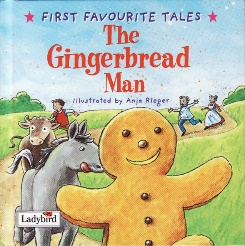 ★ FIRST FAVOURITE TALES ★
The
Gingerbread
Man
Illustrated by Anja Rieger
Ladybird